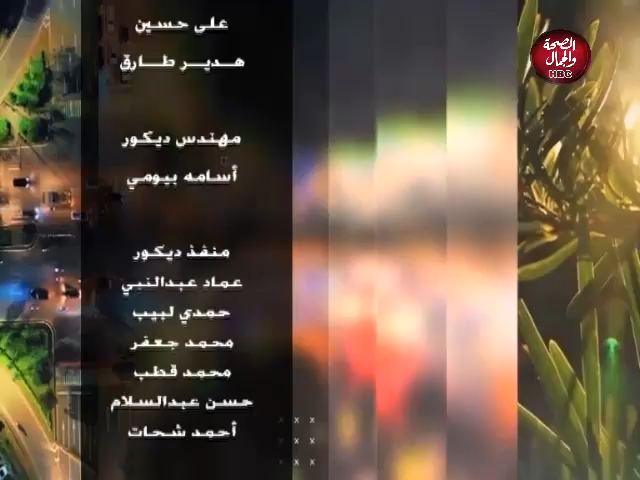 على حسين
هدير طارق
مهندس ديكور
أسامه بيومي
منفذ ديكور
عماد عبدالنبي
حمدي لبيب
محمد جعفر
محمد قطب
حسن عبدالسلام
أحمد شحات
الصحة
والجمال
HBC